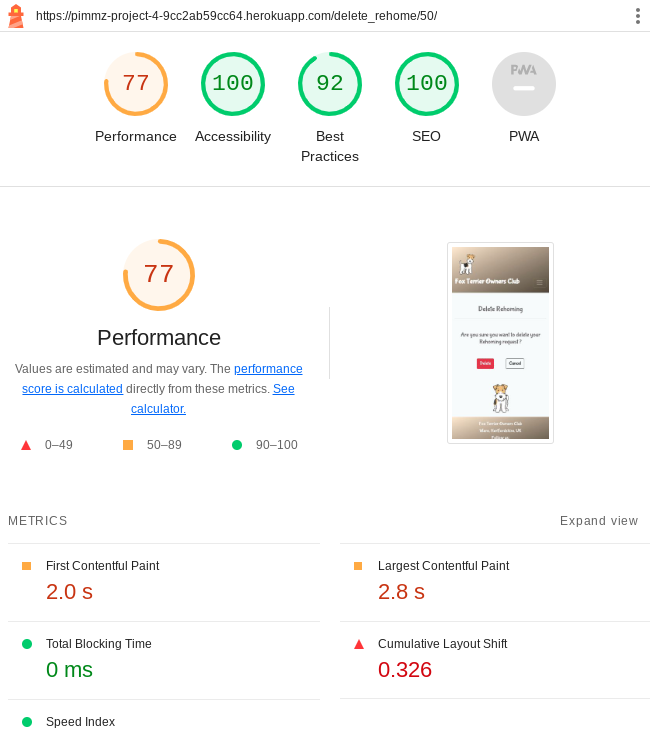 https://pimmz-project-4-9cc2ab59cc64.herokuapp.com/delete_rehome/50/
77
100
92
100
PWA
Performance
Accessibility
Best
Practices
SEO
PWA
77
Performance
Values are estimated and may vary. The performance
score is calculated directly from these metrics. See
calculator.
0–49
50–89
90–100
Fox Terrier Owners Club
Delete Rehoming
Are you sure you want to delete your
Rehoming request?
Delete
Cancel
Fox Terrier Owners Club
Follow us
METRICS
Expand view
First Contentful Paint
2.0 s
Largest Contentful Paint
2.8 s
Total Blocking Time
0 ms
Cumulative Layout Shift
0.326
Speed Index